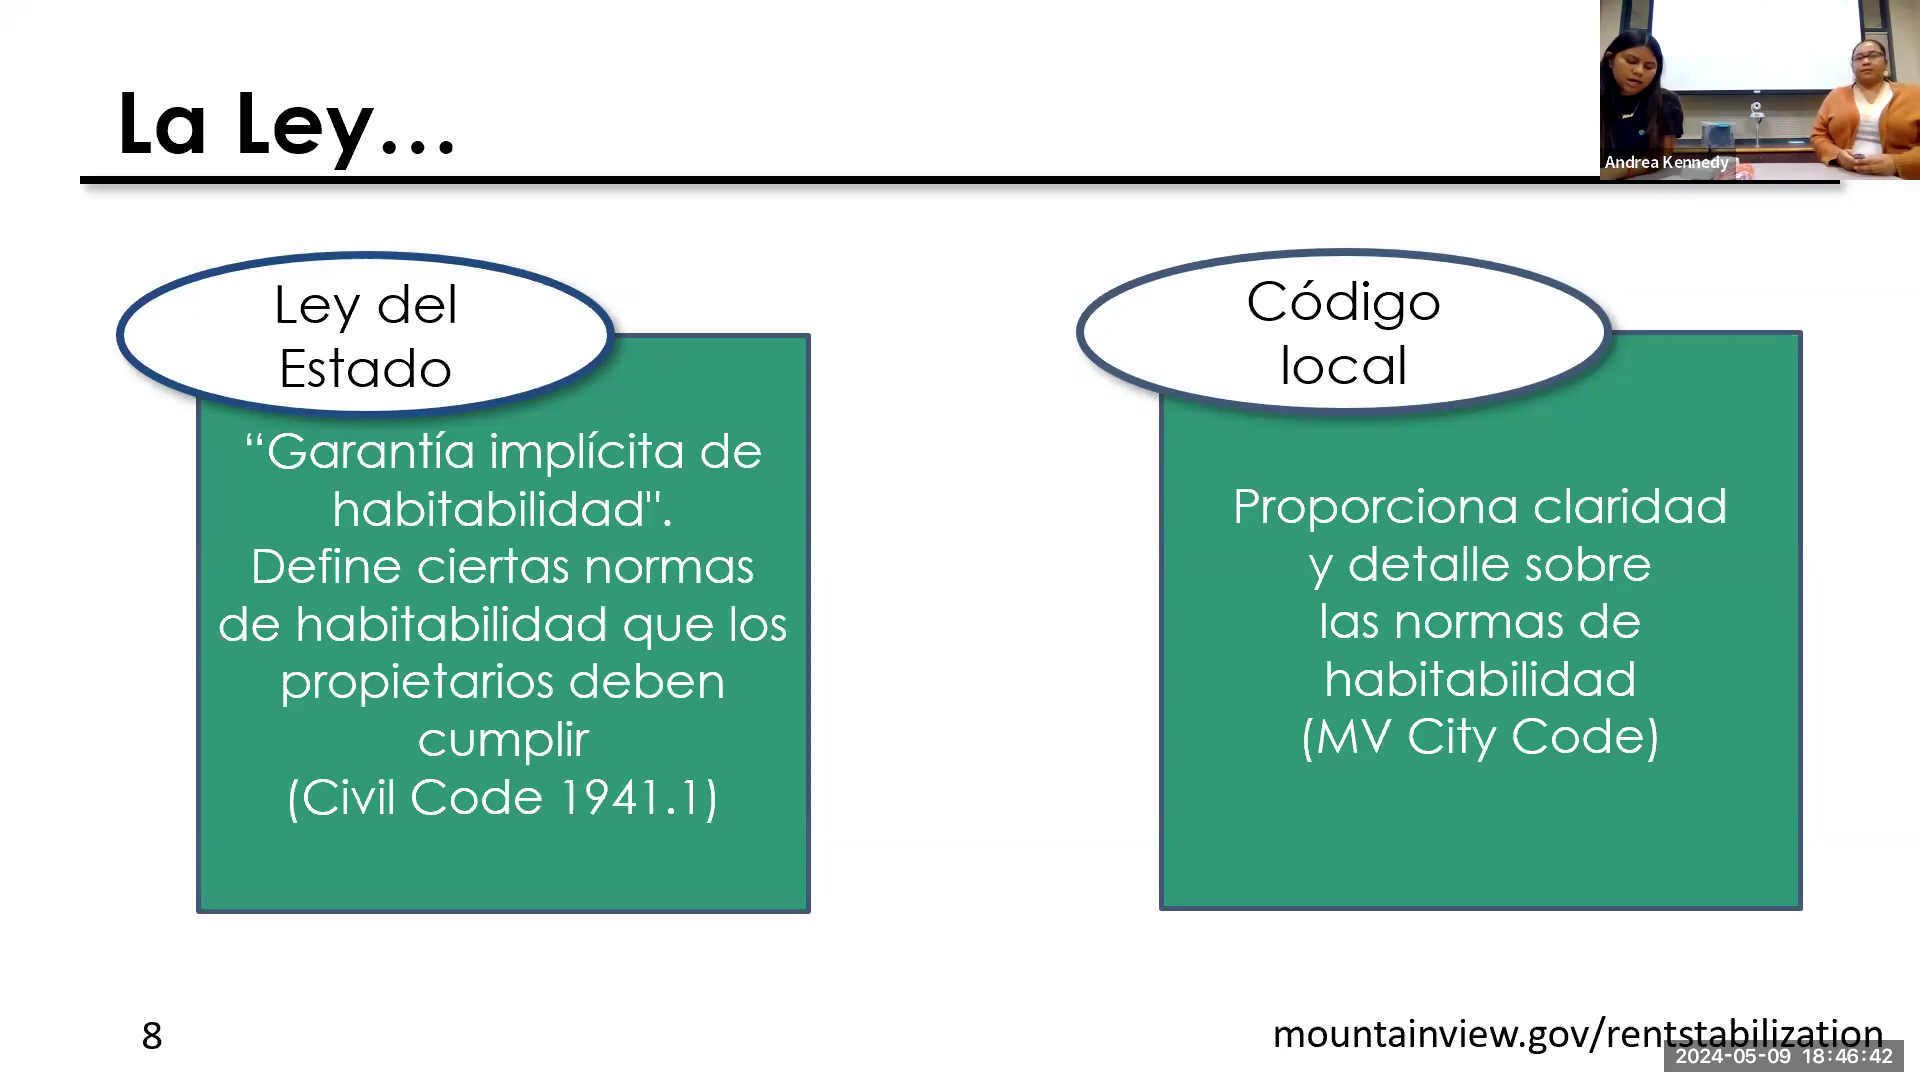 La Ley...
Andrea Kennedy
Ley del
Estado
“Garantía implícita de
habitabilidad".
Define ciertas normas
de habitabilidad que los
propietarios deben
cumplir
(Civil Code 1941.1)
Código
local
Proporciona claridad
y detalle sobre
las normas de
habitabilidad
(MV City Code)
8
mountainview.gov/rentstabilization
2024-05-09 18:46:42